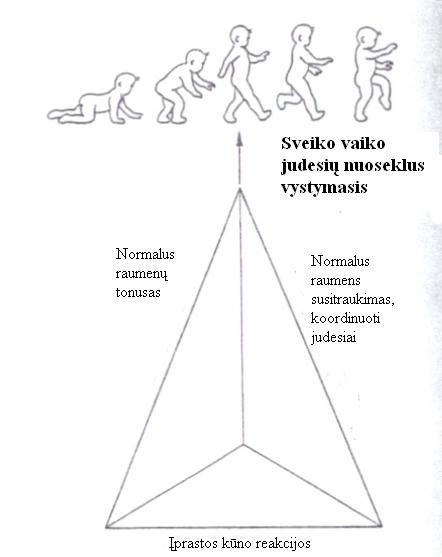 Sveiko vaiko
judesių nuoseklus
vystymasis
Normalus
raumenų
tonusas
Normalus
raumens
susitraukimas,
koordinuoti
judesiai
Įprastos kūno reakcijos